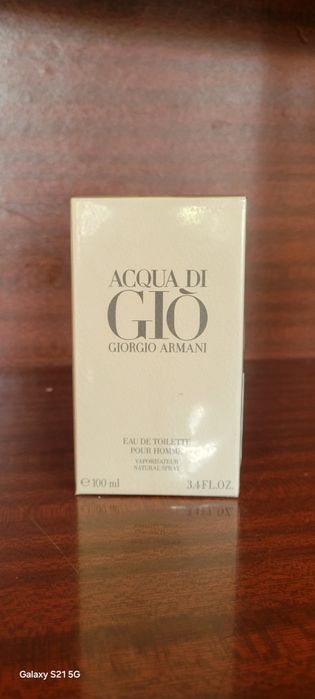 ACQUA DI
GIÒ
GIORGIO ARMANI
EAU DE TOILETTE
POUR HOMME
VAPORISATEUR
NATURAL SPRAY
℮ 100 ml 3.4 FL.OZ.
Galaxy S21 5G